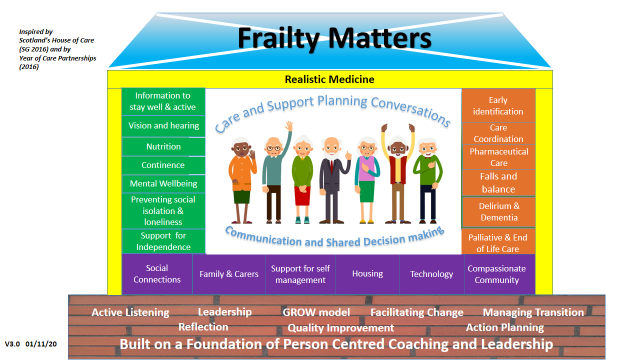 Inspired by
Scotland's House of Care
(SG 2016) and by
Year of Care Partnerships
(2016)
Frailty Matters
Realistic Medicine
Information to
stay well & active
Vision and hearing
Nutrition
Continence
Mental Wellbeing
Preventing social
isolation &
loneliness
Support for
Independence
Care and Support Planning Conversations
Communication and Shared Decision making
Early
identification
Care
Coordination
Pharmaceutical
Care
Falls and
balance
Delirium &
Dementia
Palliative & End
of Life Care
Social
Connections
Family & Carers
Support for self
management
Housing
Technology
Compassionate
Community
Active Listening Leadership GROW model Facilitating Change Managing Transition
Reflection Quality Improvement Action Planning
Built on a Foundation of Person Centred Coaching and Leadership
V3.0 01/11/20